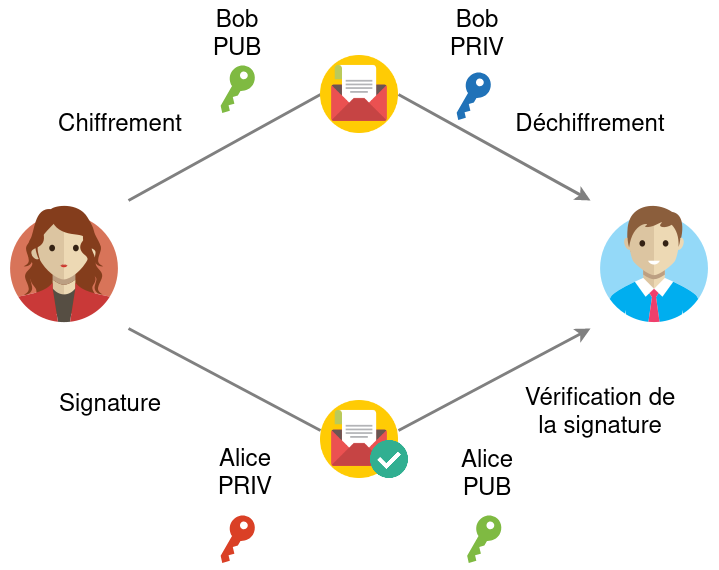 Bob
PUB
Bob
PRIV
Chiffrement
Déchiffrement
Signature
Vérification de
la signature
Alice
PRIV
Alice
PUB